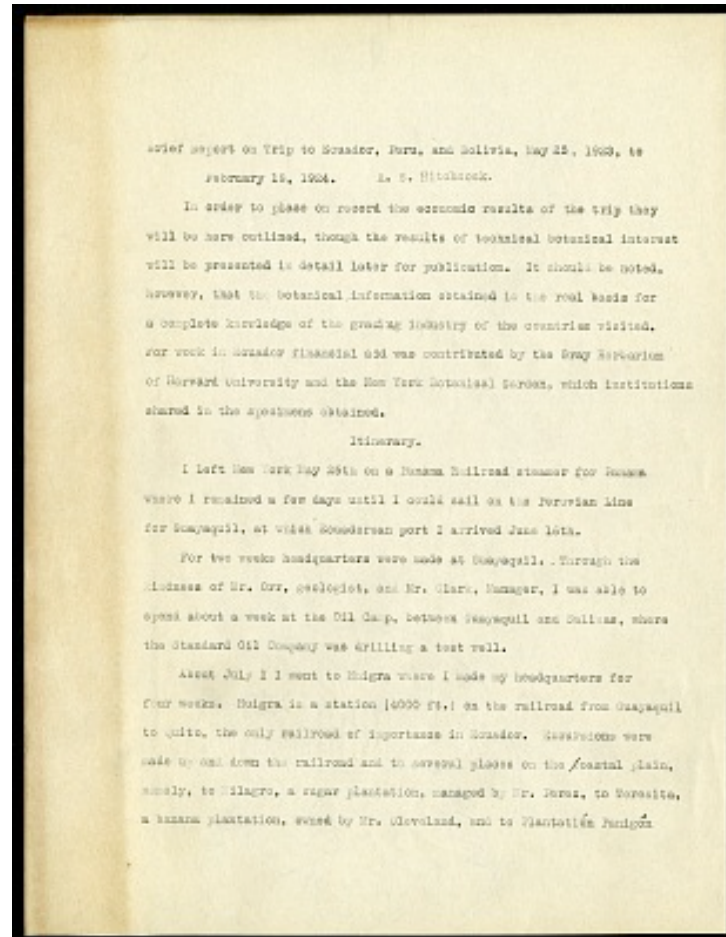 Brief Report on Trip to Ecuador, Peru, and Bolivia, May 25, 1923, to
February 15, 1924. A. S. Hitchcock.
In order to place on record the economic results of the trip they
will be here outlined, though the results of technical botanical interest
will be presented in detail later for publication. It should be noted,
however, that the botanical information obtained is the real basis for
a complete knowledge of the grazing industry of the countries visited.
For work in Ecuador financial aid was contributed by the Gray Herbarium
of Harvard University and the New York Botanical Garden, which institutions
shared in the specimens obtained.
Itinerary.
I left New York May 25th on a Panama Railroad steamer for Panama
where I remained a few days until I could sail on the Peruvian Line
for Guayaquil, at which Ecuadorean port I arrived June 14th.
For two weeks headquarters were made at Guayaquil. Through the
kindness of Mr. Orr, geologist, and Mr. Clark, Manager, I was able to
spend about a week at the Oil Camp, between Guayaquil and Salinas, where
the Standard Oil Company was drilling a test well.
About July 1 I went to Huigra where I made my headquarters for
four weeks. Huigra is a station (4000 ft.) on the railroad from Guayaquil
to Quito, the only railroad of importance in Ecuador. Excursions were
made up and down the railroad and to several places on the coastal plain,
namely, to Milagro, a sugar plantation, managed by Mr. Perez, to Teresita,
a banana plantation, owned by Mr. Cleveland, and to Plantatión Panigón